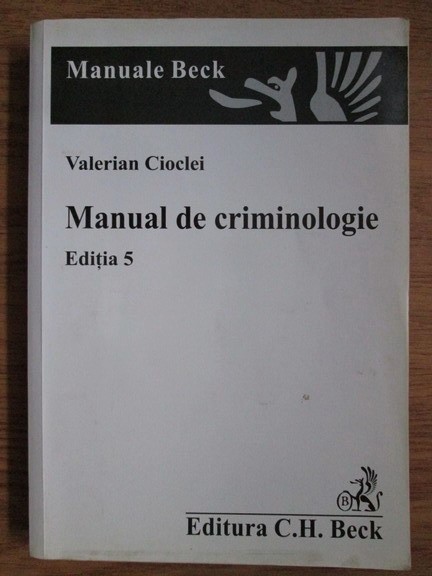 Manuale Beck
Valerian Cioclei
Manual de criminologie
Ediția 5
B
Editura C.H. Beck